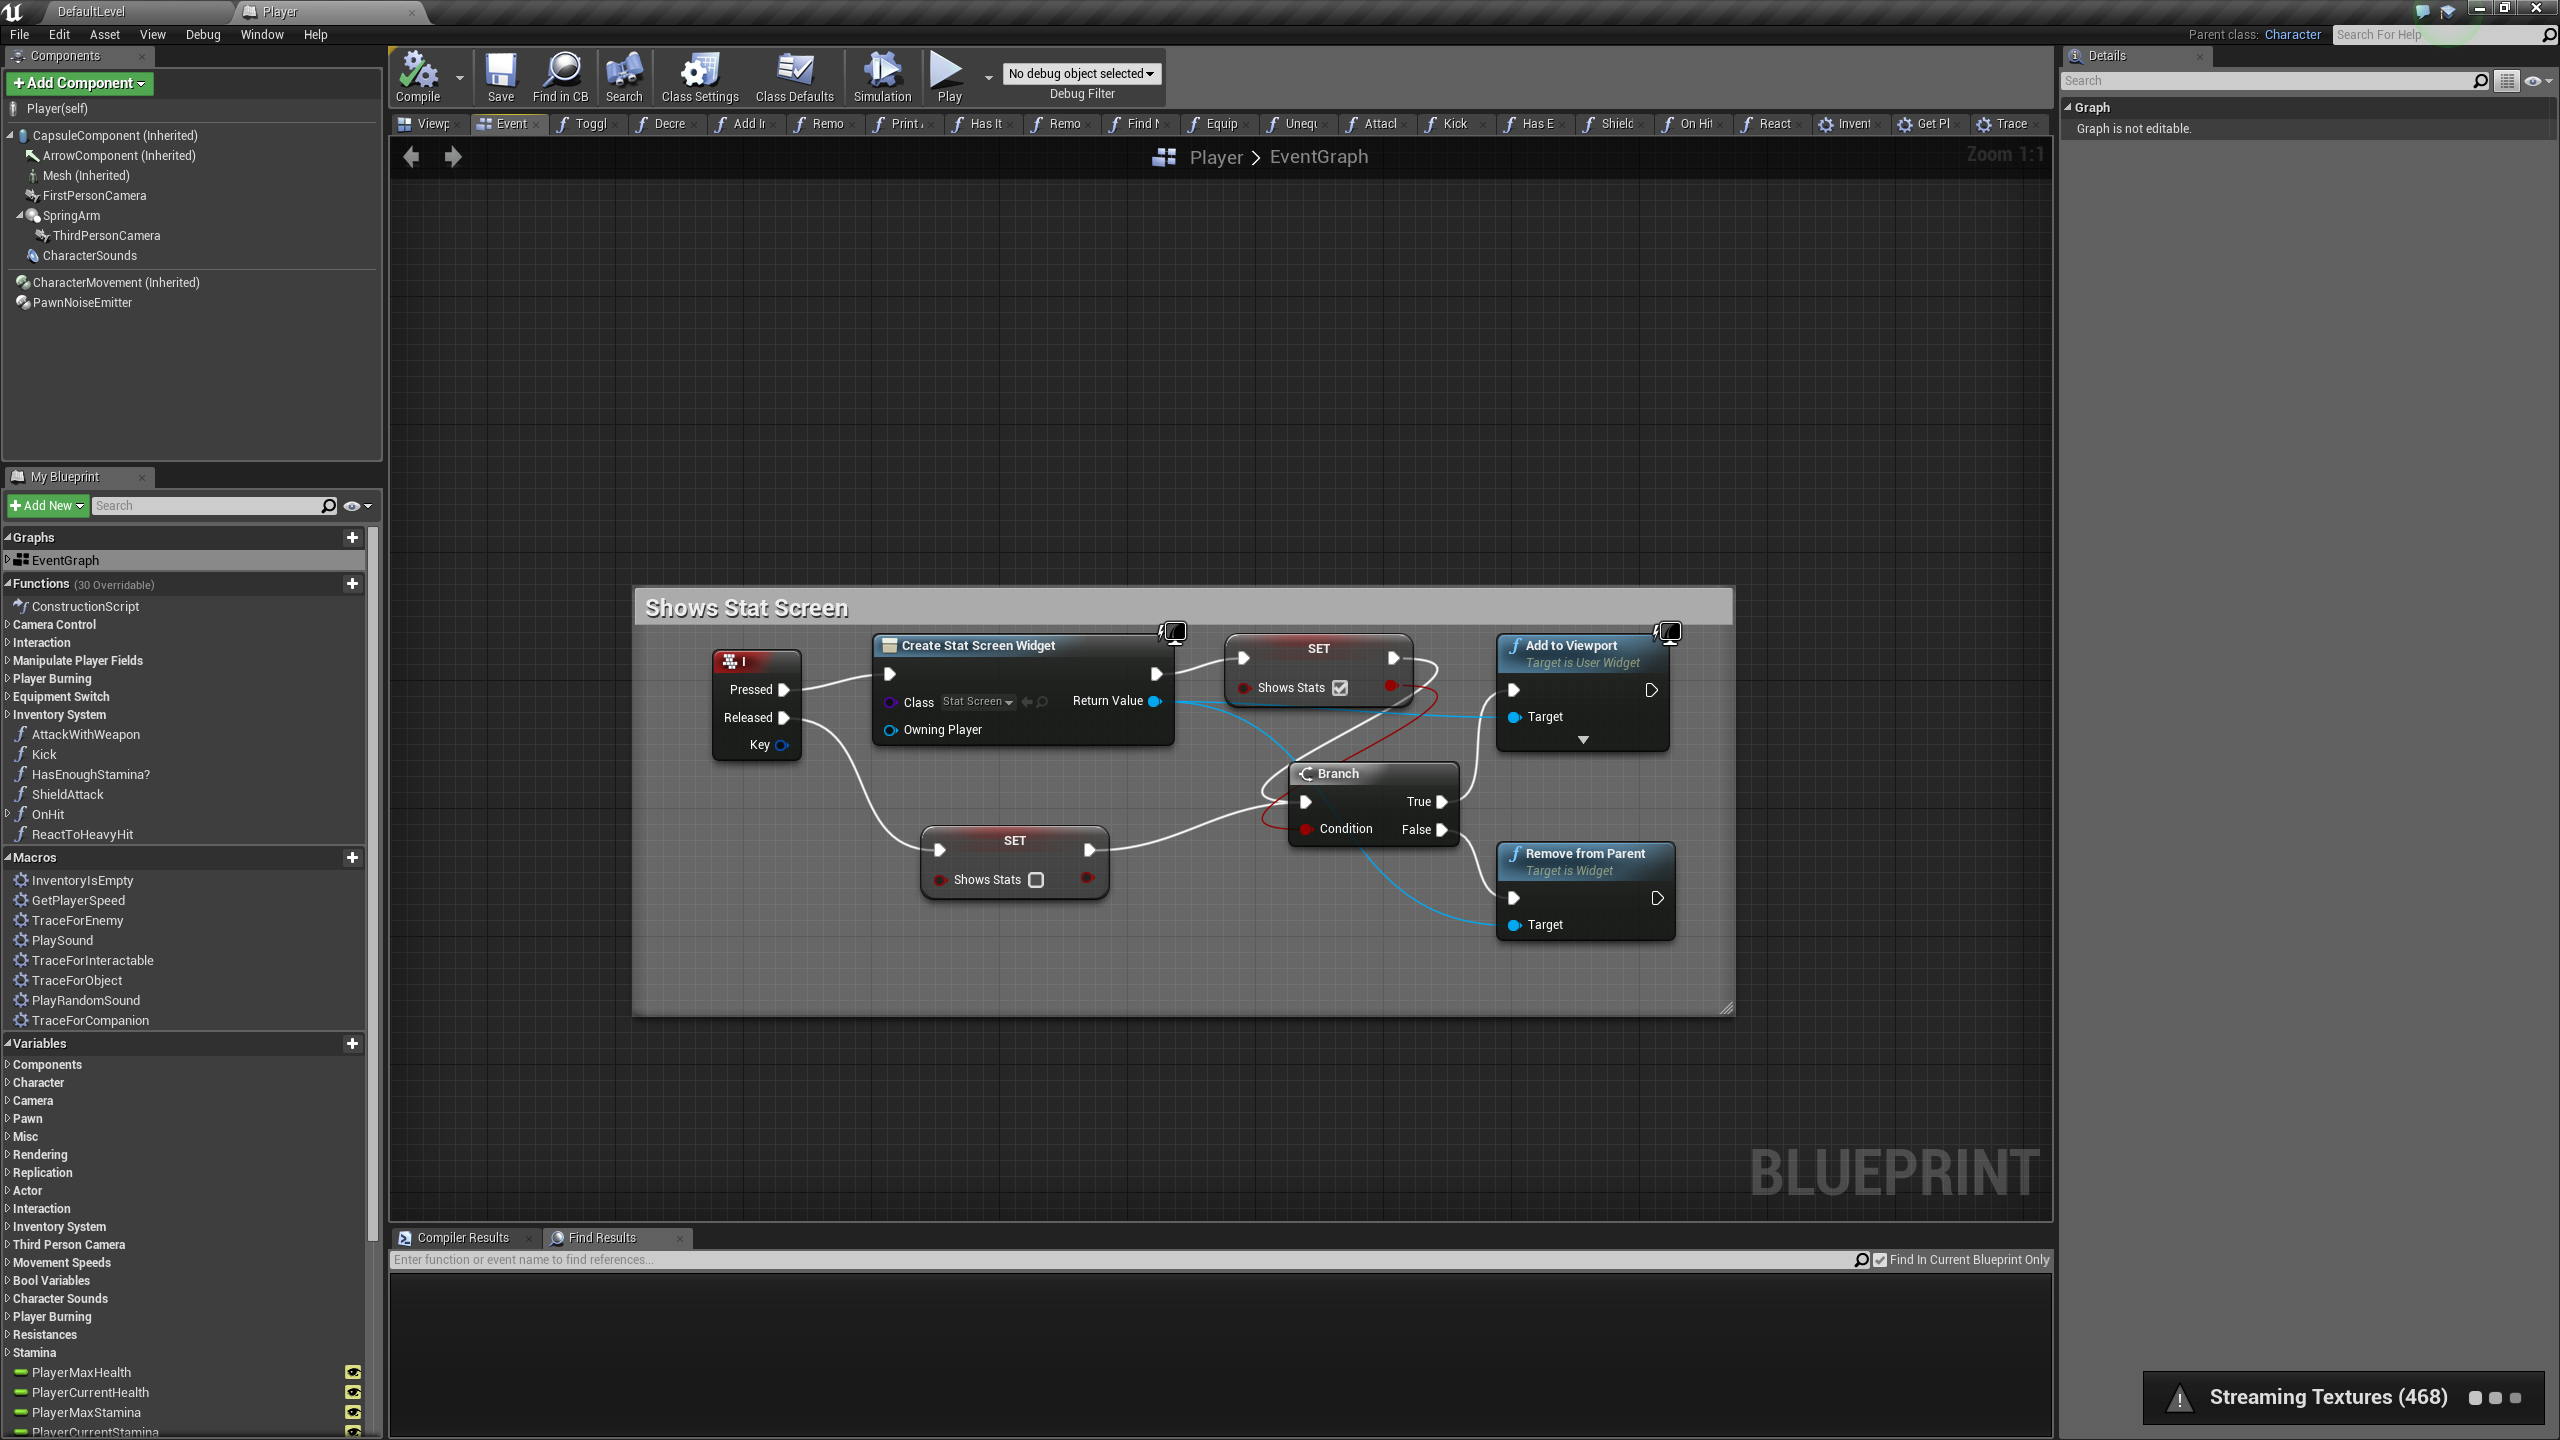 DefaultLevel
Player
File Edit Asset View Debug Window Help
Parent class: Character
Search For Help
Components
Add Component
Player(self)
CapsuleComponent (Inherited)
ArrowComponent (Inherited)
Mesh (Inherited)
FirstPersonCamera
SpringArm
ThirdPersonCamera
CharacterSounds
CharacterMovement (Inherited)
PawnNoiseEmitter
My Blueprint
Add New
Search
Graphs
EventGraph
Functions (30 Overridable)
ConstructionScript
Camera Control
Interaction
Manipulate Player Fields
Player Burning
Equipment Switch
Inventory System
AttackWithWeapon
Kick
HasEnoughStamina?
ShieldAttack
OnHit
ReactToHeavyHit
Macros
InventoryIsEmpty
GetPlayerSpeed
TraceForEnemy
PlaySound
TraceForInteractable
TraceForObject
PlayRandomSound
TraceForCompanion
Variables
Components
Character
Camera
Pawn
Misc
Rendering
Replication
Actor
Interaction
Inventory System
Third Person Camera
Movement Speeds
Bool Variables
Character Sounds
Player Burning
Resistances
Stamina
PlayerMaxHealth
PlayerCurrentHealth
PlayerMaxStamina
PlayerCurrentStamina
Compile
Save
Find in CB
Search
Class Settings
Class Defaults
Simulation
Play
No debug object selected
Debug Filter
Viewp Event Toggl Decre Add Ir Remo Print Has It Remo Find N Equip Unequ Attacl Kick Has E Shielc On Hit React Invent Get Pl Trace
Player > EventGraph
Zoom 1:1
Shows Stat Screen
I
Pressed
Released
Key
Create Stat Screen Widget
Class Stat Screen
Return Value
Owning Player
SET
Shows Stats
Add to Viewport
Target is User Widget
Target
Branch
True
Condition
False
SET
Shows Stats
Remove from Parent
Target is Widget
Target
BLUEPRINT
Compiler Results
Find Results
Enter function or event name to find references...
Find In Current Blueprint Only
Details
Search
Graph
Graph is not editable.
Streaming Textures (468)